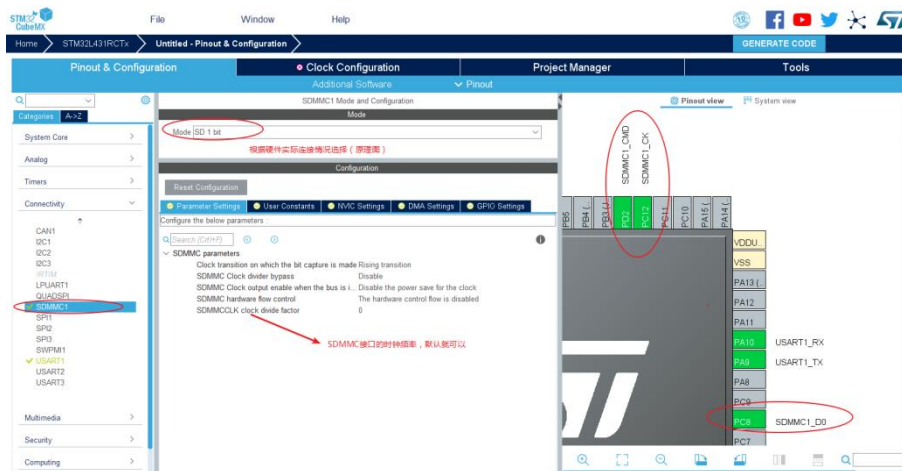 STM32
CubeMX
File
Window
Help
Home
STM32L431RCTx
Untitled - Pinout & Configuration
GENERATE CODE
Pinout & Configuration
Clock Configuration
Project Manager
Tools
Additional Software
Pinout
Categories
A->Z
System Core
Analog
Timers
Connectivity
CAN1
I2C1
I2C2
I2C3
IRTIM
LPUART1
QUADSPI
SDMMC1
SPI1
SPI2
SPI3
SWPMI1
USART1
USART2
USART3
Multimedia
Security
Computing
SDMMC1 Mode and Configuration
Mode
Mode SD 1 bit
根据硬件实际连接情况选择（原理图）
Configuration
Reset Configuration
Parameter Settings
User Constants
NVIC Settings
DMA Settings
GPIO Settings
Configure the below parameters :
Search (Crtl+F)
SDMMC parameters
Clock transition on which the bit capture is made Rising transition
SDMMC Clock divider bypass Disable
SDMMC Clock output enable when the bus is i... Disable the power save for the clock
SDMMC hardware flow control The hardware control flow is disabled
SDMMCCLK clock divide factor 0
SDMMC接口的时钟频率，默认就可以
Pinout view
System view
SDMMC1_CMD
SDMMC1_CK
PB5
PB4 (..
PB3 (J
PD2
PC12
PC11
PC10
PA15 (..
PA14 (..
VDDU..
VSS
PA13 (..
PA12
PA11
PA10 USART1_RX
PA9 USART1_TX
PA8
PC9
PC8 SDMMC1_D0
PC7